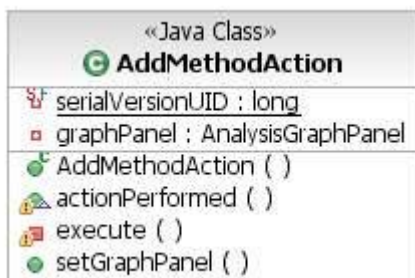 «Java Class»
AddMethodAction
serialVersionUID : long
graphPanel : AnalysisGraphPanel
AddMethodAction ( )
actionPerformed ( )
execute ( )
setGraphPanel ( )